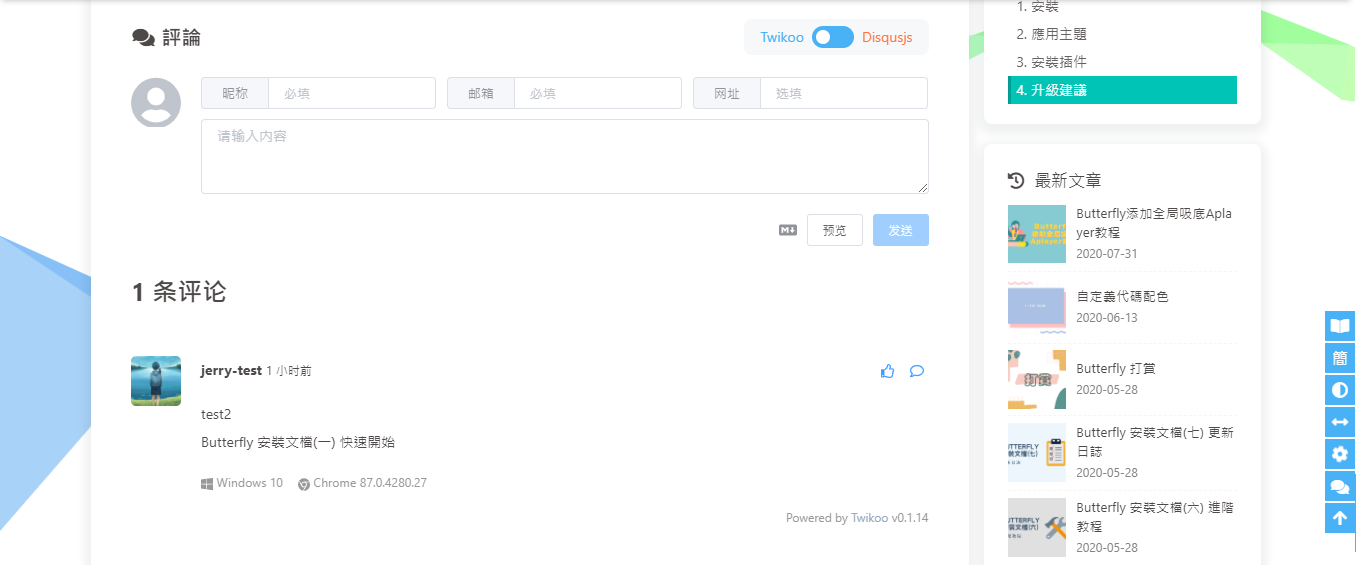 評論
Twikoo
Disqusjs
昵称
必填
邮箱
必填
网址
选填
请输入内容
预览
发送
1 条评论
jerry-test 1 小时前
test2
Butterfly 安裝文檔(一) 快速開始
Windows 10
Chrome 87.0.4280.27
Powered by Twikoo v0.1.14
1. 安裝
2. 應用主題
3. 安裝插件
4. 升級建議
最新文章
Butterfly添加全局吸底Apla
yer教程
2020-07-31
自定義代碼配色
2020-06-13
打賞
Butterfly 打賞
2020-05-28
Butterfly 安裝文檔(七) 更新
日誌
2020-05-28
Butterfly 安裝文檔(六) 進階
教程
2020-05-28
簡